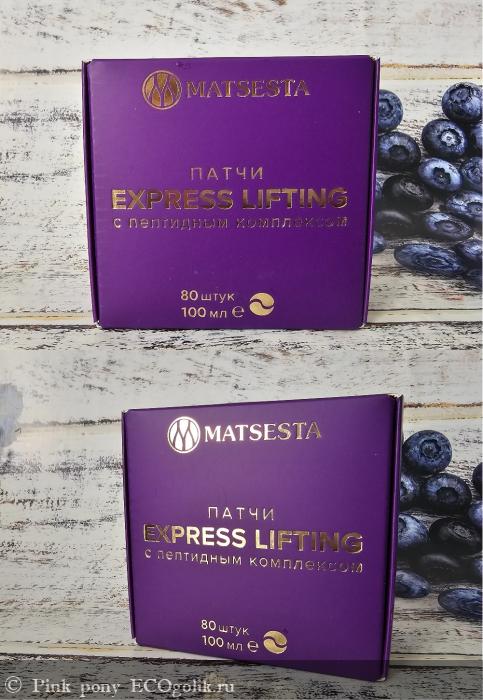 MATSESTA
ПАТЧИ
EXPRESS LIFTING
с пептидным комплексом
80 штук
100 мл ℮
MATSESTA
ПАТЧИ
EXPRESS LIFTING
с пептидным комплексом
80 штук
100 мл ℮
© Pink pony ECOgolik.ru